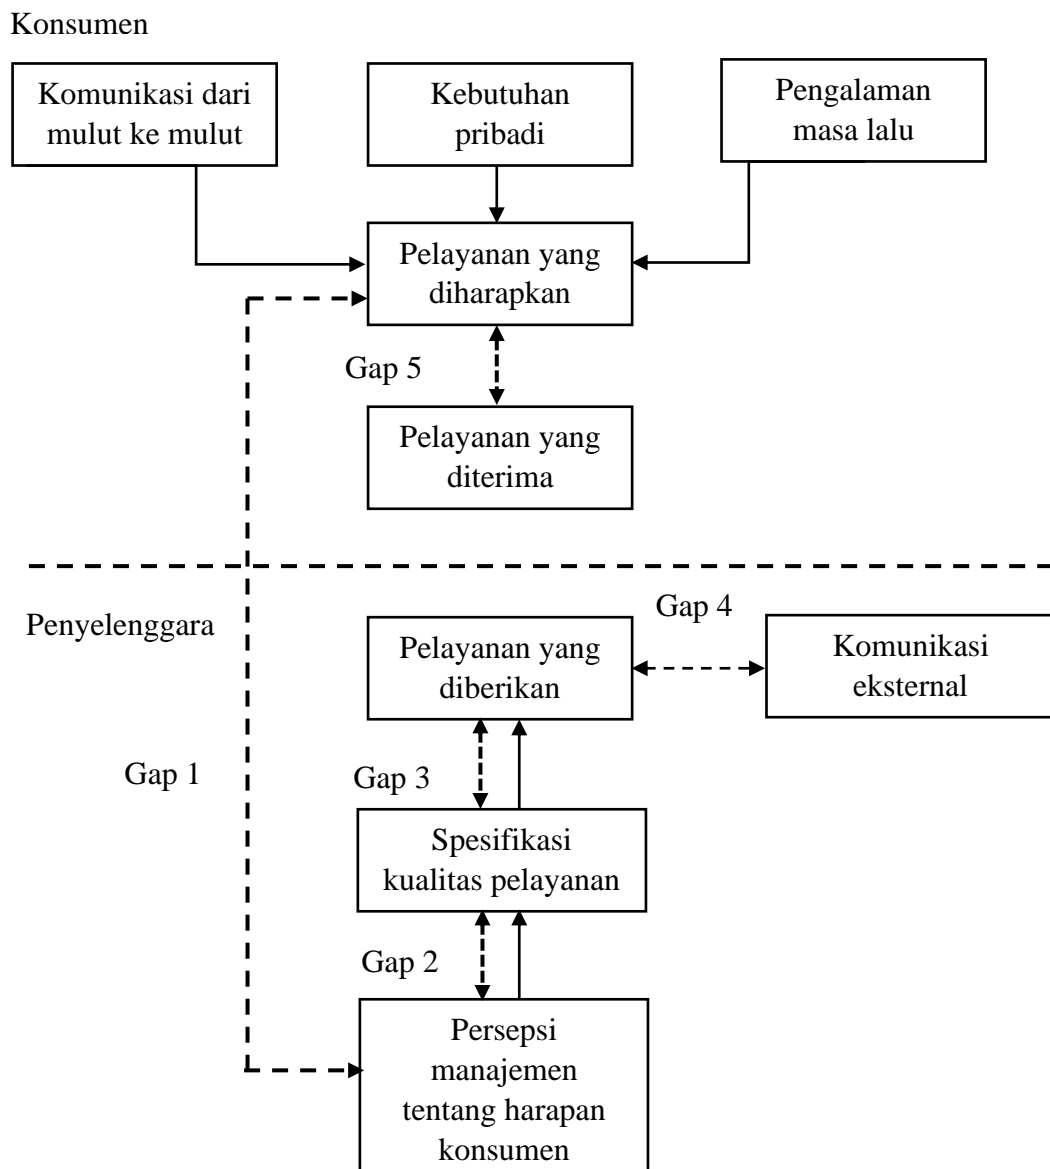 Konsumen
Komunikasi dari
mulut ke mulut
Kebutuhan
pribadi
Pengalaman
masa lalu
Pelayanan yang
diharapkan
Gap 5
Pelayanan yang
diterima
Penyelenggara
Gap 4
Pelayanan yang
diberikan
Komunikasi
eksternal
Gap 1
Gap 3
Spesifikasi
kualitas pelayanan
Gap 2
Persepsi
manajemen
tentang harapan
konsumen